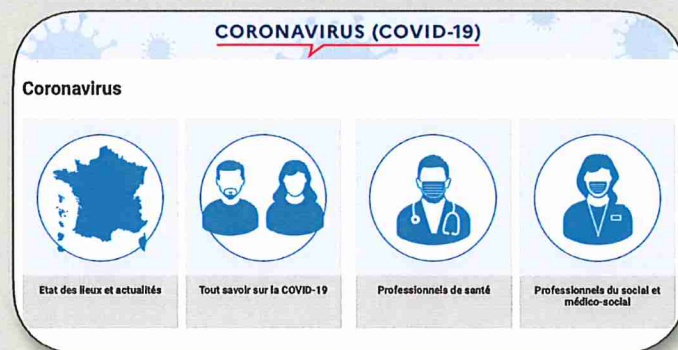 CORONAVIRUS (COVID-19)
Coronavirus
Etat des lieux et actualités
Tout savoir sur la COVID-19
Professionnels de santé
Professionnels du social et
médico-social